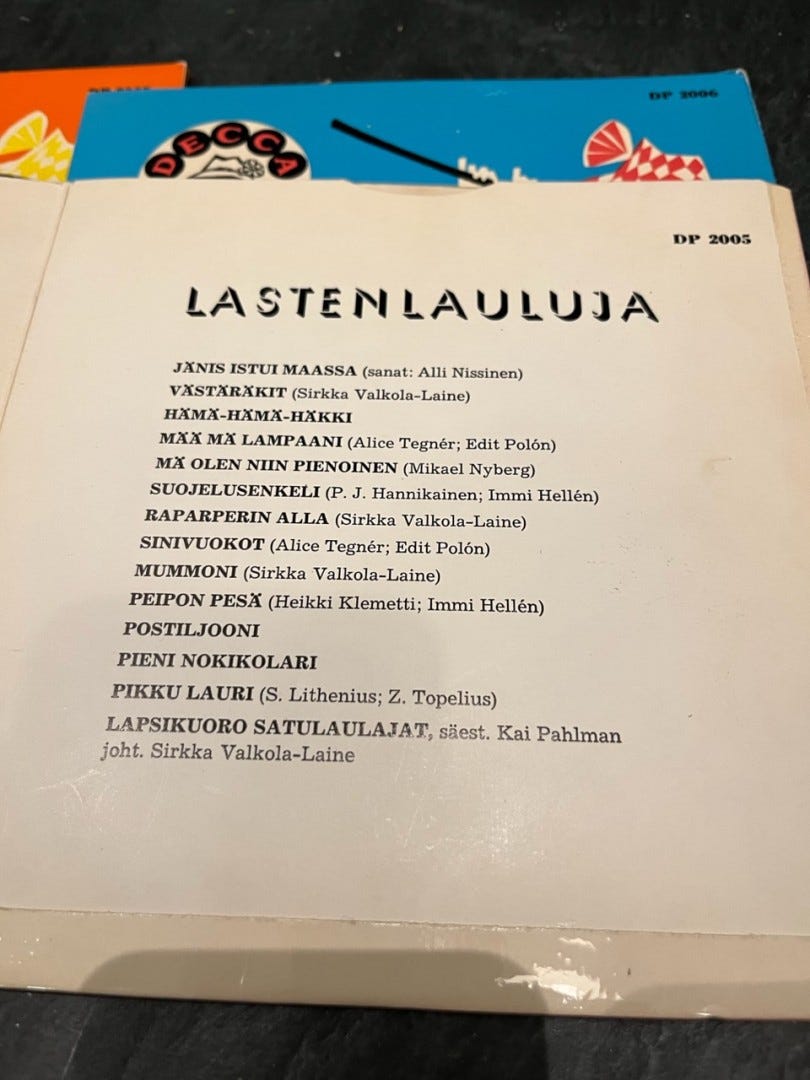 DECCA
DP 2006
DP 2005
LASTENLAULUJA
JÄNIS ISTUI MAASSA (sanat: Alli Nissinen)
VÄSTÄRÄKIT (Sirkka Valkola-Laine)
HÄMÄ-HÄMÄ-HÄKKI
MÄÄ MÄ LAMPAANI (Alice Tegnér; Edit Polón)
MÄ OLEN NIIN PIENOINEN (Mikael Nyberg)
SUOJELUSENKELI (P. J. Hannikainen; Immi Hellén)
RAPARPERIN ALLA (Sirkka Valkola-Laine)
SINIVUOKOT (Alice Tegnér; Edit Polón)
MUMMONI (Sirkka Valkola-Laine)
PEIPON PESÄ (Heikki Klemetti; Immi Hellén)
POSTILJOONI
PIENI NOKIKOLARI
PIKKU LAURI (S. Lithenius; Z. Topelius)
LAPSIKUORO SATULAULAJAT, säest. Kai Pahlman
joht. Sirkka Valkola-Laine